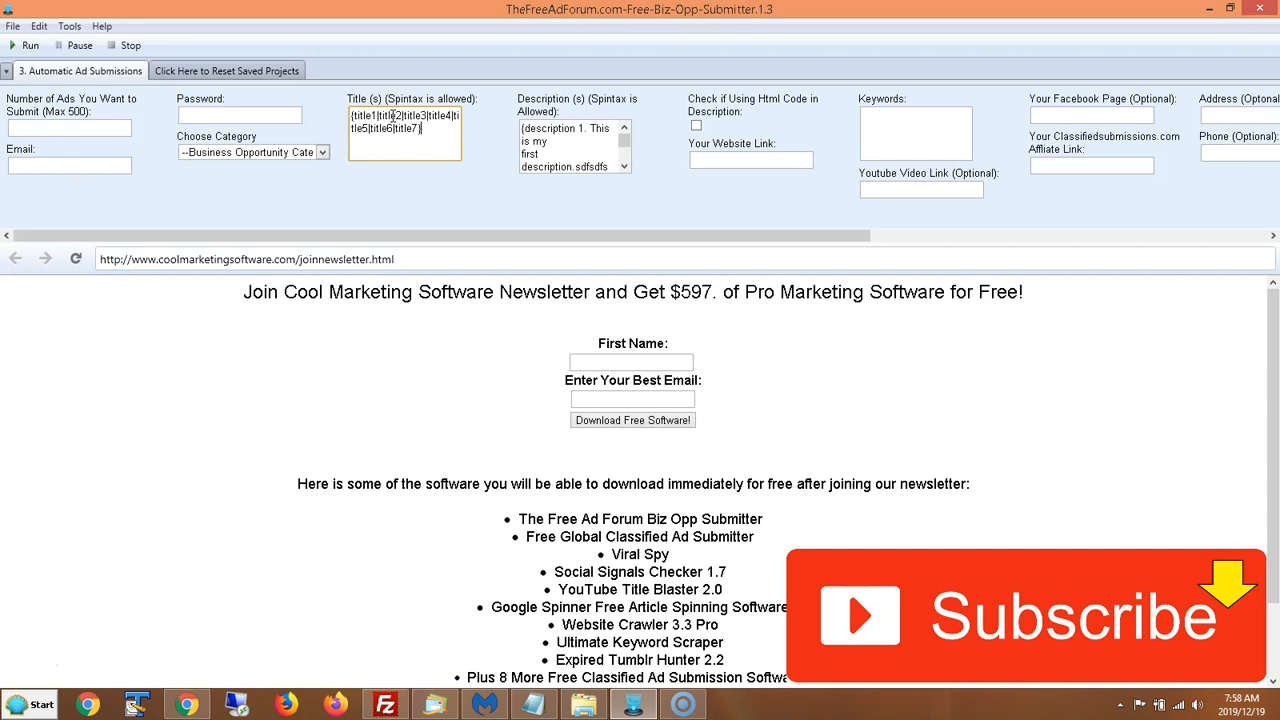 TheFreeAdForum.com-Free-Biz-Opp-Submitter.1.3
File Edit Tools Help
Run Pause Stop
3. Automatic Ad Submissions Click Here to Reset Saved Projects
Number of Ads You Want to
Submit (Max 500):
Email:
Password:
Choose Category
--Business Opportunity Cate
Title (s) (Spintax is allowed):
{title1|title2|title3|title4|ti
tle5|title6|title7}
Description (s) (Spintax is
Allowed):
{description 1. This
is my
first
description.sdfsdfs
Check if Using Html Code in
Description:
Your Website Link:
Keywords:
Youtube Video Link (Optional):
Your Facebook Page (Optional):
Your Classifiedsubmissions.com
Affliate Link:
Address (Optional
Phone (Optional):
http://www.coolmarketingsoftware.com/joinnewsletter.html
Join Cool Marketing Software Newsletter and Get $597. of Pro Marketing Software for Free!
First Name:
Enter Your Best Email:
Download Free Software!
Here is some of the software you will be able to download immediately for free after joining our newsletter:
• The Free Ad Forum Biz Opp Submitter
• Free Global Classified Ad Submitter
• Viral Spy
• Social Signals Checker 1.7
• YouTube Title Blaster 2.0
• Google Spinner Free Article Spinning Software
• Website Crawler 3.3 Pro
• Ultimate Keyword Scraper
• Expired Tumblr Hunter 2.2
• Plus 8 More Free Classified Ad Submission Softwa
Subscribe
Start
7:58 AM
2019/12/19